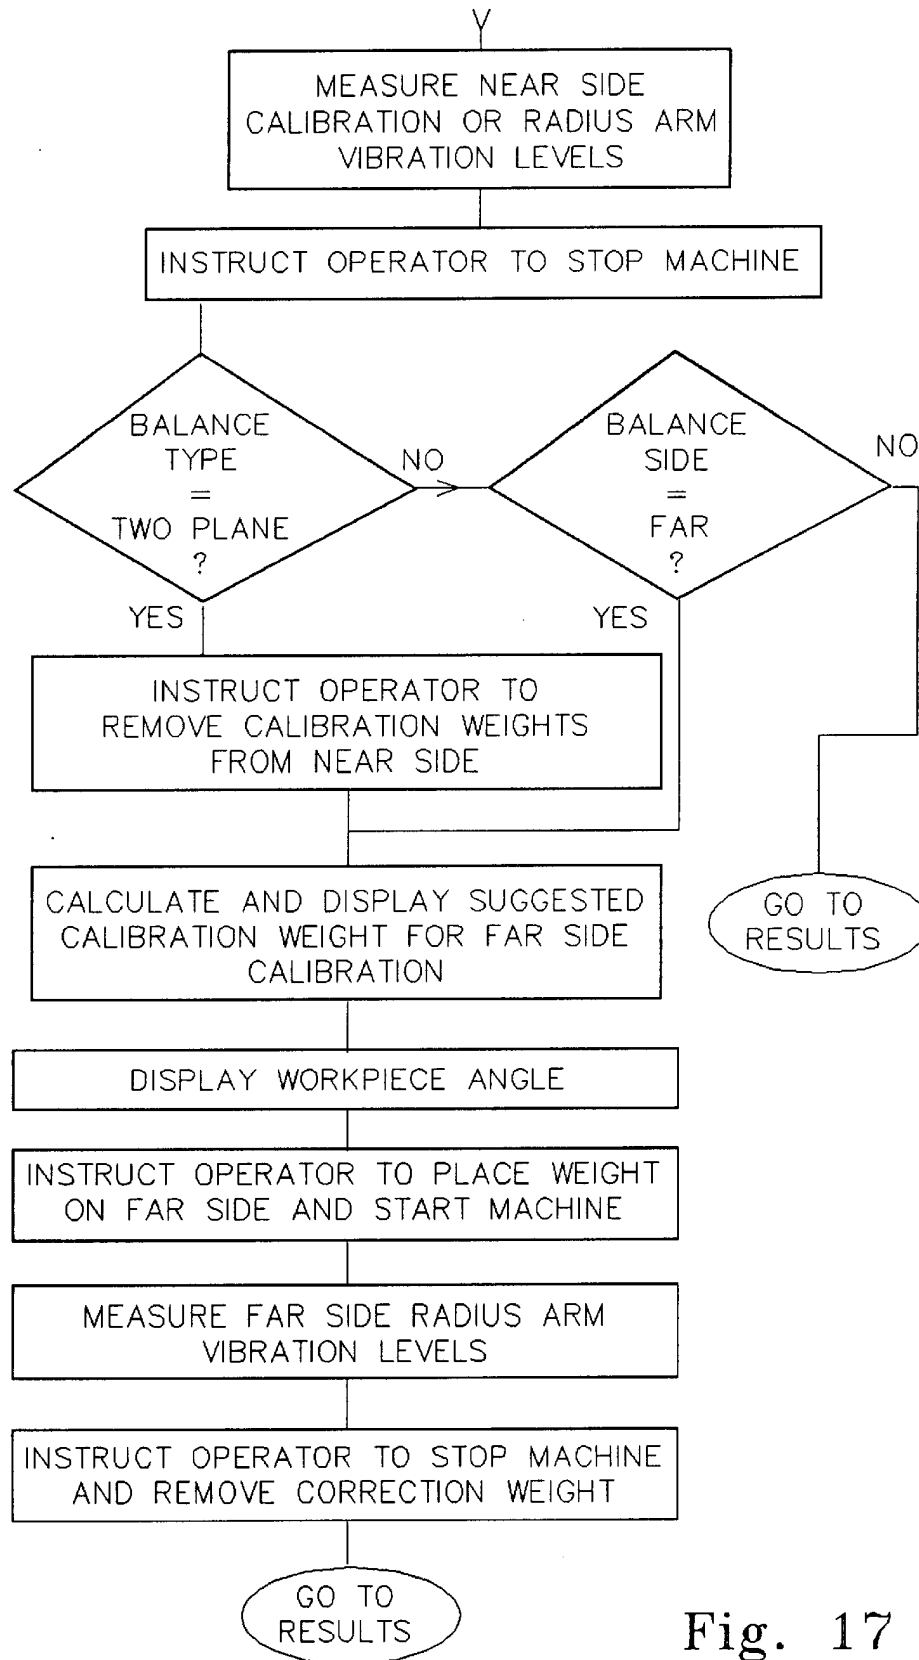 MEASURE NEAR SIDE
CALIBRATION OR RADIUS ARM
VIBRATION LEVELS
INSTRUCT OPERATOR TO STOP MACHINE
BALANCE
TYPE
=
TWO PLANE
?
NO
BALANCE
SIDE
=
FAR
?
NO
YES
YES
INSTRUCT OPERATOR TO
REMOVE CALIBRATION WEIGHTS
FROM NEAR SIDE
CALCULATE AND DISPLAY SUGGESTED
CALIBRATION WEIGHT FOR FAR SIDE
CALIBRATION
GO TO
RESULTS
DISPLAY WORKPIECE ANGLE
INSTRUCT OPERATOR TO PLACE WEIGHT
ON FAR SIDE AND START MACHINE
MEASURE FAR SIDE RADIUS ARM
VIBRATION LEVELS
INSTRUCT OPERATOR TO STOP MACHINE
AND REMOVE CORRECTION WEIGHT
GO TO
RESULTS
Fig. 17